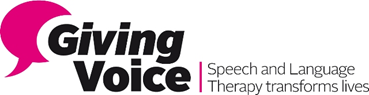 Giving
Voice
Speech and Language
Therapy transforms lives